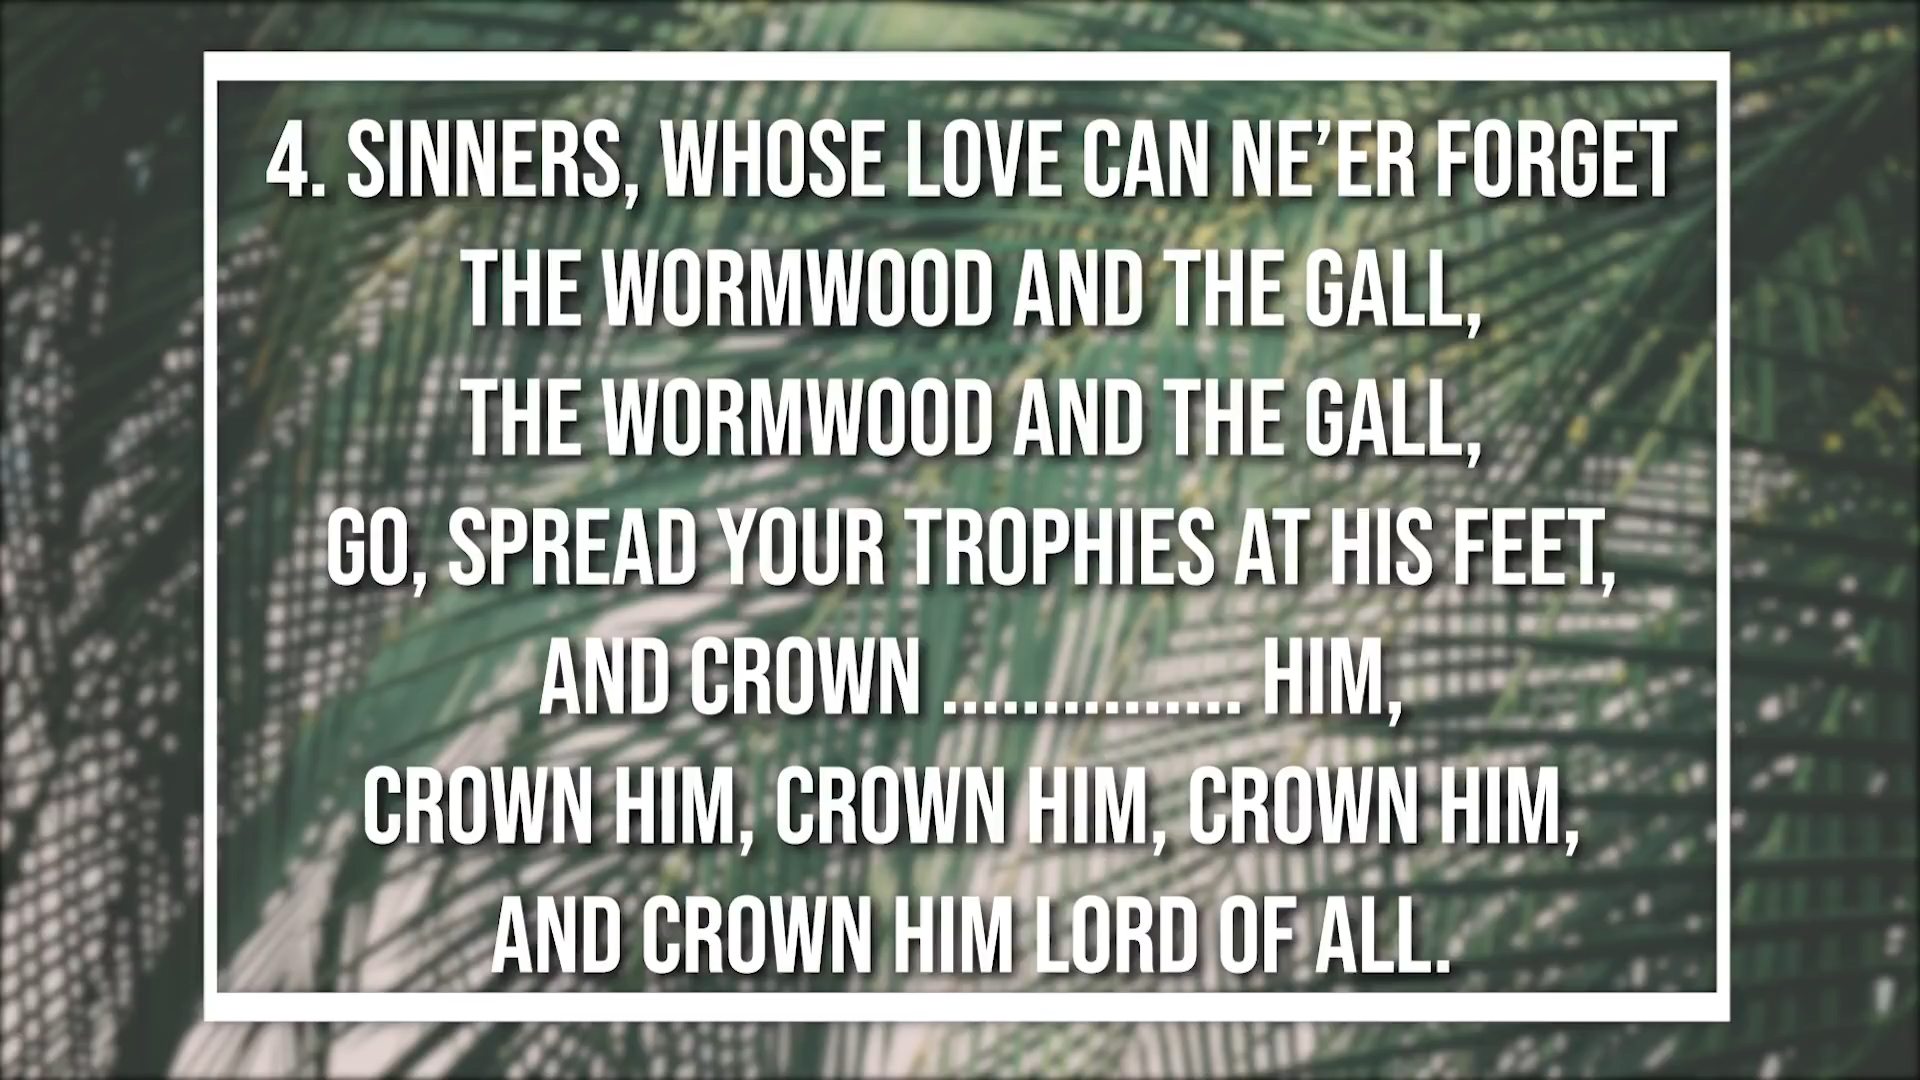 4. SINNERS, WHOSE LOVE CAN NE’ER FORGET
THE WORMWOOD AND THE GALL,
THE WORMWOOD AND THE GALL,
GO, SPREAD YOUR TROPHIES AT HIS FEET,
AND CROWN ............... HIM,
CROWN HIM, CROWN HIM, CROWN HIM,
AND CROWN HIM LORD OF ALL.